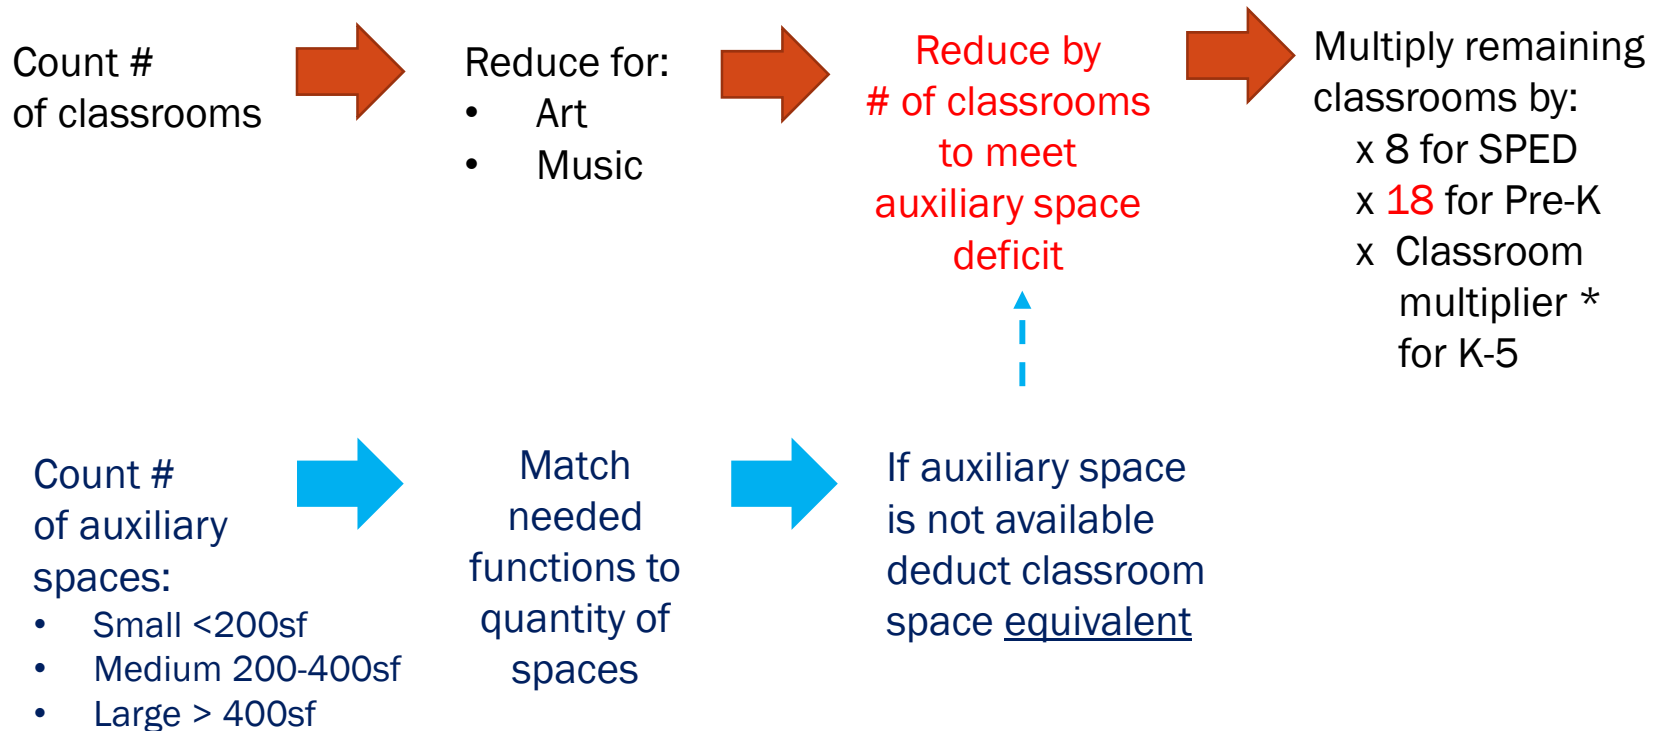 Count #
of classrooms
Reduce for:
• Art
• Music
Reduce by
# of classrooms
to meet
auxiliary space
deficit
Multiply remaining
classrooms by:
x 8 for SPED
x 18 for Pre-K
x Classroom
multiplier *
for K-5
Count #
of auxiliary
spaces:
• Small <200sf
• Medium 200-400sf
• Large > 400sf
Match
needed
functions to
quantity of
spaces
If auxiliary space
is not available
deduct classroom
space equivalent